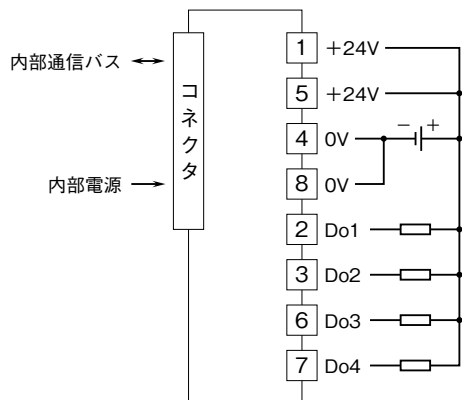 内部通信バス
内部電源
コネクタ
1 +24V
5 +24V
4 0V
− +
8 0V
2 Do1
3 Do2
6 Do3
7 Do4